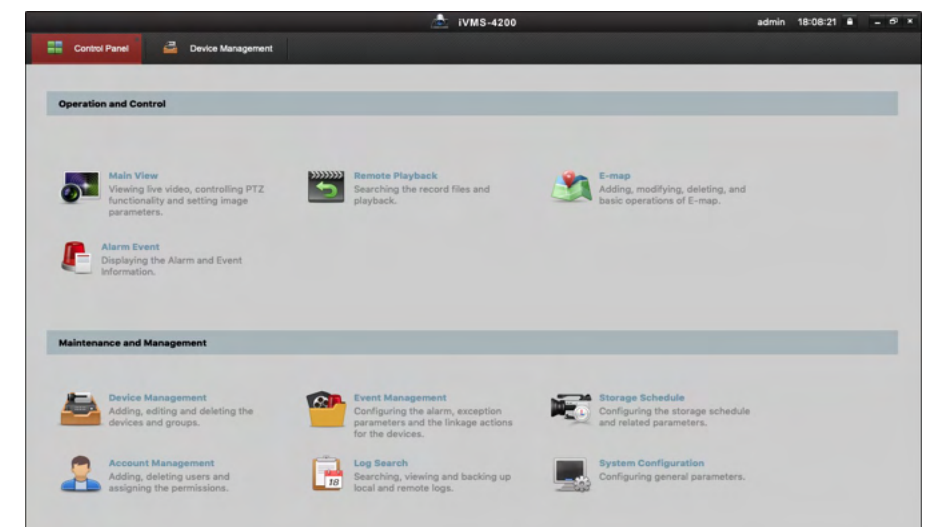 iVMS-4200
admin 18:08:21
Control Panel
Device Management
Operation and Control
Main View
Viewing live video, controlling PTZ
functionality and setting image
parameters.
Remote Playback
Searching the record files and
playback.
E-map
Adding, modifying, deleting, and
basic operations of E-map.
Alarm Event
Displaying the Alarm and Event
Information.
Maintenance and Management
Device Management
Adding, editing and deleting the
devices and groups.
Event Management
Configuring the alarm, exception
parameters and the linkage actions
for the devices.
Storage Schedule
Configuring the storage schedule
and related parameters.
Account Management
Adding, deleting users and
assigning the permissions.
Log Search
Searching, viewing and backing up
local and remote logs.
18
System Configuration
Configuring general parameters.